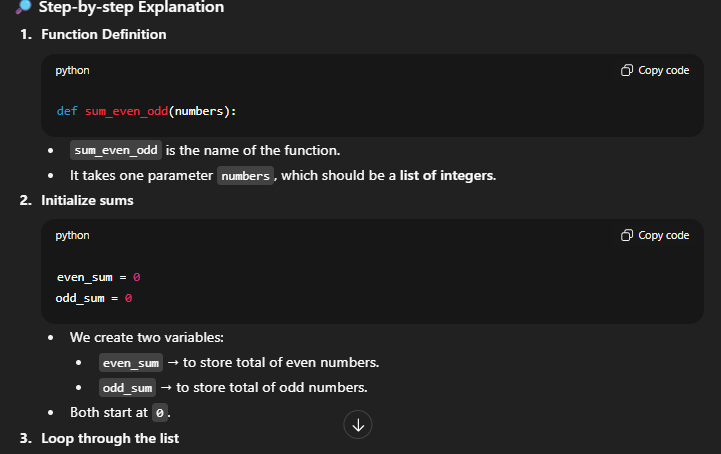 Step-by-step Explanation
1. Function Definition
python
Copy code
def sum_even_odd(numbers):
• sum_even_odd is the name of the function.
• It takes one parameter numbers, which should be a list of integers.
2. Initialize sums
python
Copy code
even_sum = 0
odd_sum = 0
• We create two variables:
• even_sum → to store total of even numbers.
• odd_sum → to store total of odd numbers.
• Both start at 0.
3. Loop through the list